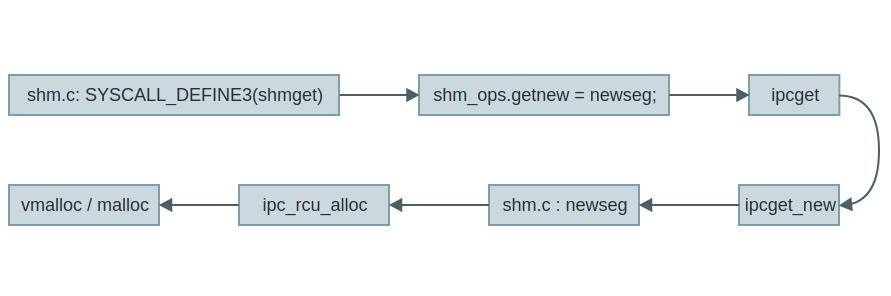 shm.c: SYSCALL_DEFINE3(shmget)
shm_ops.getnew = newseg;
ipcget
ipcget_new
shm.c : newseg
ipc_rcu_alloc
vmalloc / malloc